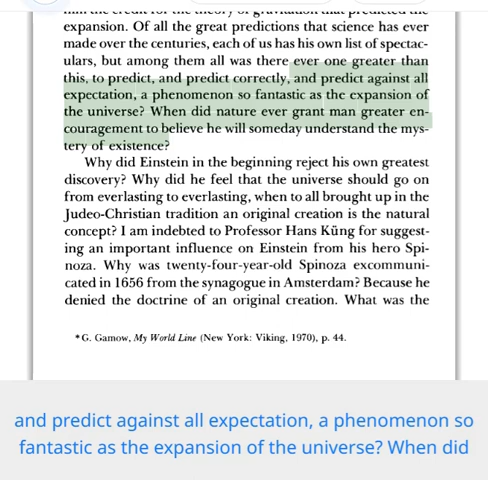 expansion. Of all the great predictions that science has ever
made over the centuries, each of us has his own list of spectac-
ulars, but among them all was there ever one greater than
this, to predict, and predict correctly, and predict against all
expectation, a phenomenon so fantastic as the expansion of
the universe? When did nature ever grant man greater en-
couragement to believe he will someday understand the mys-
tery of existence?
Why did Einstein in the beginning reject his own greatest
discovery? Why did he feel that the universe should go on
from everlasting to everlasting, when to all brought up in the
Judeo-Christian tradition an original creation is the natural
concept? I am indebted to Professor Hans Küng for suggest-
ing an important influence on Einstein from his hero Spi-
noza. Why was twenty-four-year-old Spinoza excommuni-
cated in 1656 from the synagogue in Amsterdam? Because he
denied the doctrine of an original creation. What was the
*G. Gamow, My World Line (New York: Viking, 1970), p. 44.
and predict against all expectation, a phenomenon so
fantastic as the expansion of the universe? When did